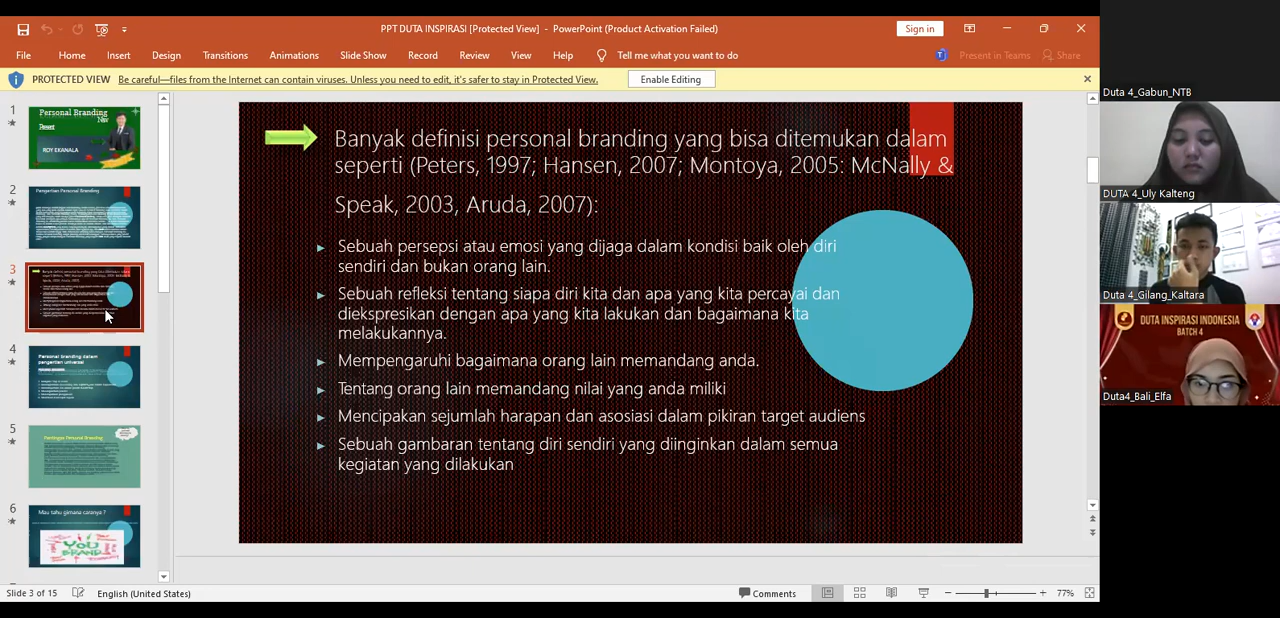 PPT DUTA INSPIRASI [Protected View] - PowerPoint (Product Activation Failed)
Sign in
File Home Insert Design Transitions Animations Slide Show Record Review View Help Tell me what you want to do
Present in Teams Share
PROTECTED VIEW Be careful—files from the Internet can contain viruses. Unless you need to edit, it's safer to stay in Protected View. Enable Editing
1
Personal Branding
ROY EKANALA
2
Pengertian Personal Branding
3
4
Personal Branding dalam
pengertian universal
5
Pentingnya Personal Branding
6
Mau tahu gimana caranya ?
YOU
BRAND
Banyak definisi personal branding yang bisa ditemukan dalam
seperti (Peters, 1997; Hansen, 2007; Montoya, 2005: McNally &
Speak, 2003, Aruda, 2007):
Sebuah persepsi atau emosi yang dijaga dalam kondisi baik oleh diri
sendiri dan bukan orang lain.
Sebuah refleksi tentang siapa diri kita dan apa yang kita percayai dan
diekspresikan dengan apa yang kita lakukan dan bagaimana kita
melakukannya.
Mempengaruhi bagaimana orang lain memandang anda
Tentang orang lain memandang nilai yang anda miliki
Mencipakan sejumlah harapan dan asosiasi dalam pikiran target audiens
Sebuah gambaran tentang diri sendiri yang diinginkan dalam semua
kegiatan yang dilakukan
Duta 4_Gabun_NTB
DUTA 4_Uly Kalteng
Duta 4_Gilang_Kaltara
DUTA INSPIRASI INDONESIA
BATCH 4
Duta4_Bali_Elfa
Slide 3 of 15 English (United States)
Comments
77%